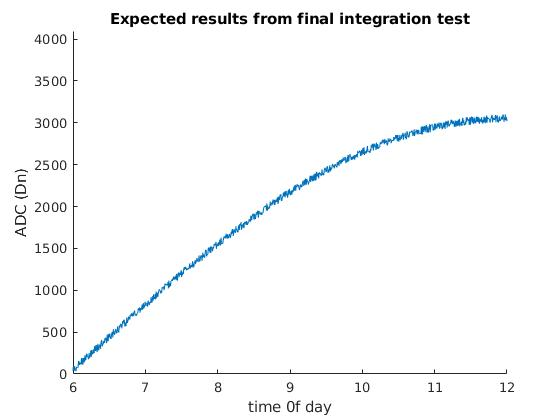 Expected results from final integration test
4000
3500
3000
2500
2000
1500
1000
500
0
ADC (Dn)
6 7 8 9 10 11 12
time 0f day